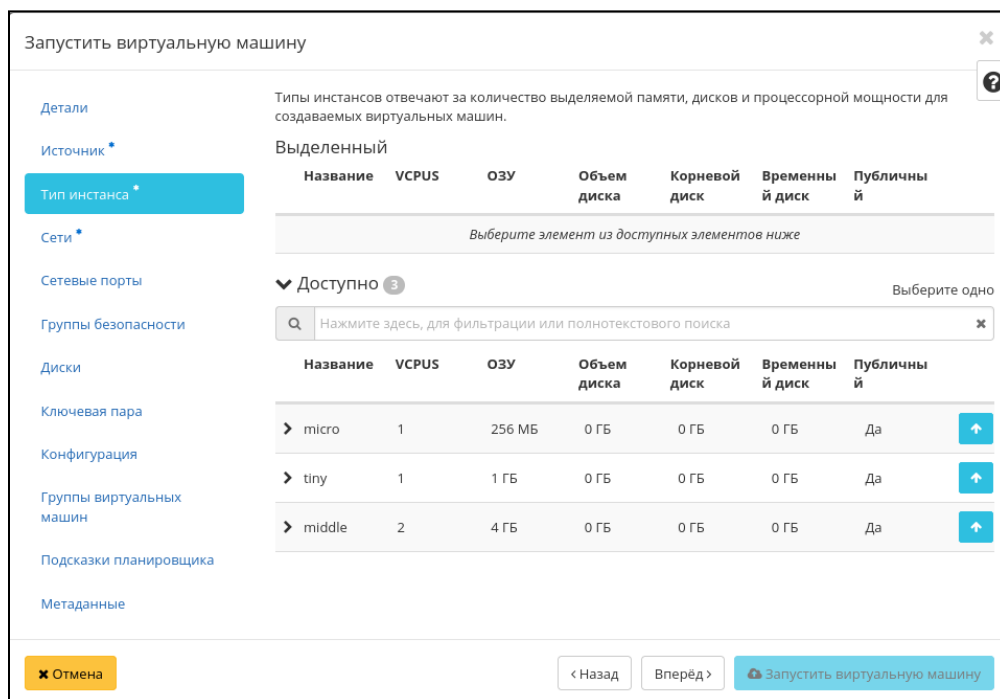 Запустить виртуальную машину
Детали
Источник *
Тип инстанса *
Сети *
Сетевые порты
Группы безопасности
Диски
Ключевая пара
Конфигурация
Группы виртуальных
машин
Подсказки планировщика
Метаданные
Типы инстансов отвечают за количество выделяемой памяти, дисков и процессорной мощности для
создаваемых виртуальных машин.
Выделенный
Название VCPUS ОЗУ Объем Корневой Временны Публичны
диска диск й диск й
Выберите элемент из доступных элементов ниже
Доступно 3
Выберите одно
Нажмите здесь, для фильтрации или полнотекстового поиска
Название VCPUS ОЗУ Объем Корневой Временны Публичны
диска диск й диск й
micro 1 256 МБ 0 ГБ 0 ГБ 0 ГБ Да
tiny 1 1 ГБ 0 ГБ 0 ГБ 0 ГБ Да
middle 2 4 ГБ 0 ГБ 0 ГБ 0 ГБ Да
Отмена
Назад
Вперёд
Запустить виртуальную машину